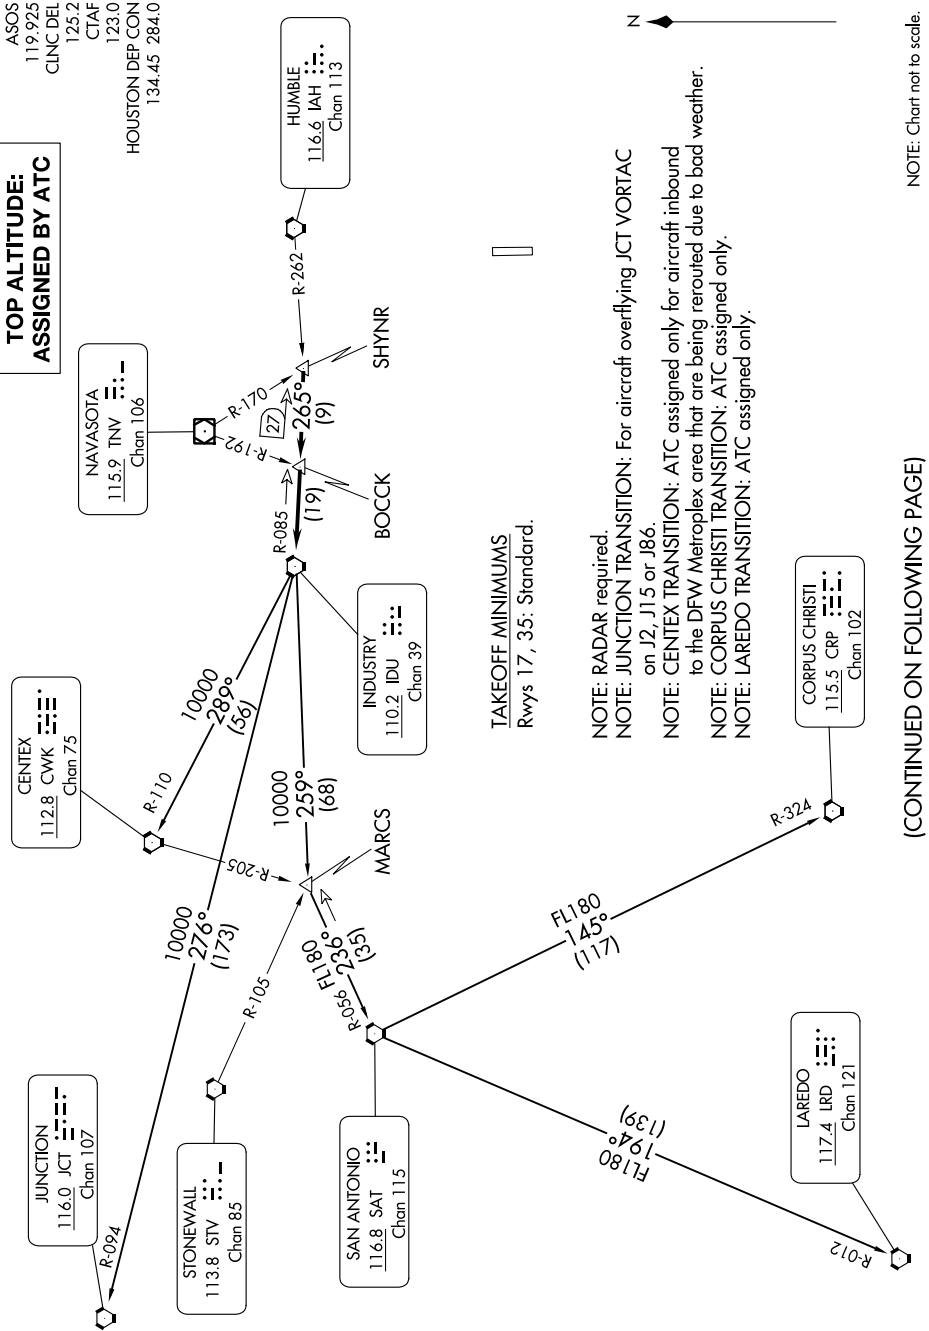 ASOS
119.925
CLNC DEL
125.2
CTAF
123.0
HOUSTON DEP CON
134.45 284.0
TOP ALTITUDE:
ASSIGNED BY ATC
HUMBLE
116.6 IAH
Chan 113
NAVASOTA
115.9 TNV
Chan 106
R-262
R-170
R-192
27
265°
(9)
SHYNR
BOCCK
R-085
(19)
INDUSTRY
110.2 IDU
Chan 39
CENTEX
112.8 CWK
Chan 75
10000
289°
(56)
R-110
10000
259°
(68)
R-205
MARCS
10000
276°
(173)
JUNCTION
116.0 JCT
Chan 107
R-094
STONEWALL
113.8 STV
Chan 85
R-105
R-056
FL180
236°
(35)
SAN ANTONIO
116.8 SAT
Chan 115
FL180
145°
(117)
R-324
CORPUS CHRISTI
115.5 CRP
Chan 102
FL180
194°
(139)
R-012
LAREDO
117.4 LRD
Chan 121
N
TAKEOFF MINIMUMS
Rwys 17, 35: Standard.
NOTE: RADAR required.
NOTE: JUNCTION TRANSITION: For aircraft overflying JCT VORTAC
on J2, J15 or J86.
NOTE: CENTEX TRANSITION: ATC assigned only for aircraft inbound
to the DFW Metroplex area that are being rerouted due to bad weather.
NOTE: CORPUS CHRISTI TRANSITION: ATC assigned only.
NOTE: LAREDO TRANSITION: ATC assigned only.
NOTE: Chart not to scale.
(CONTINUED ON FOLLOWING PAGE)